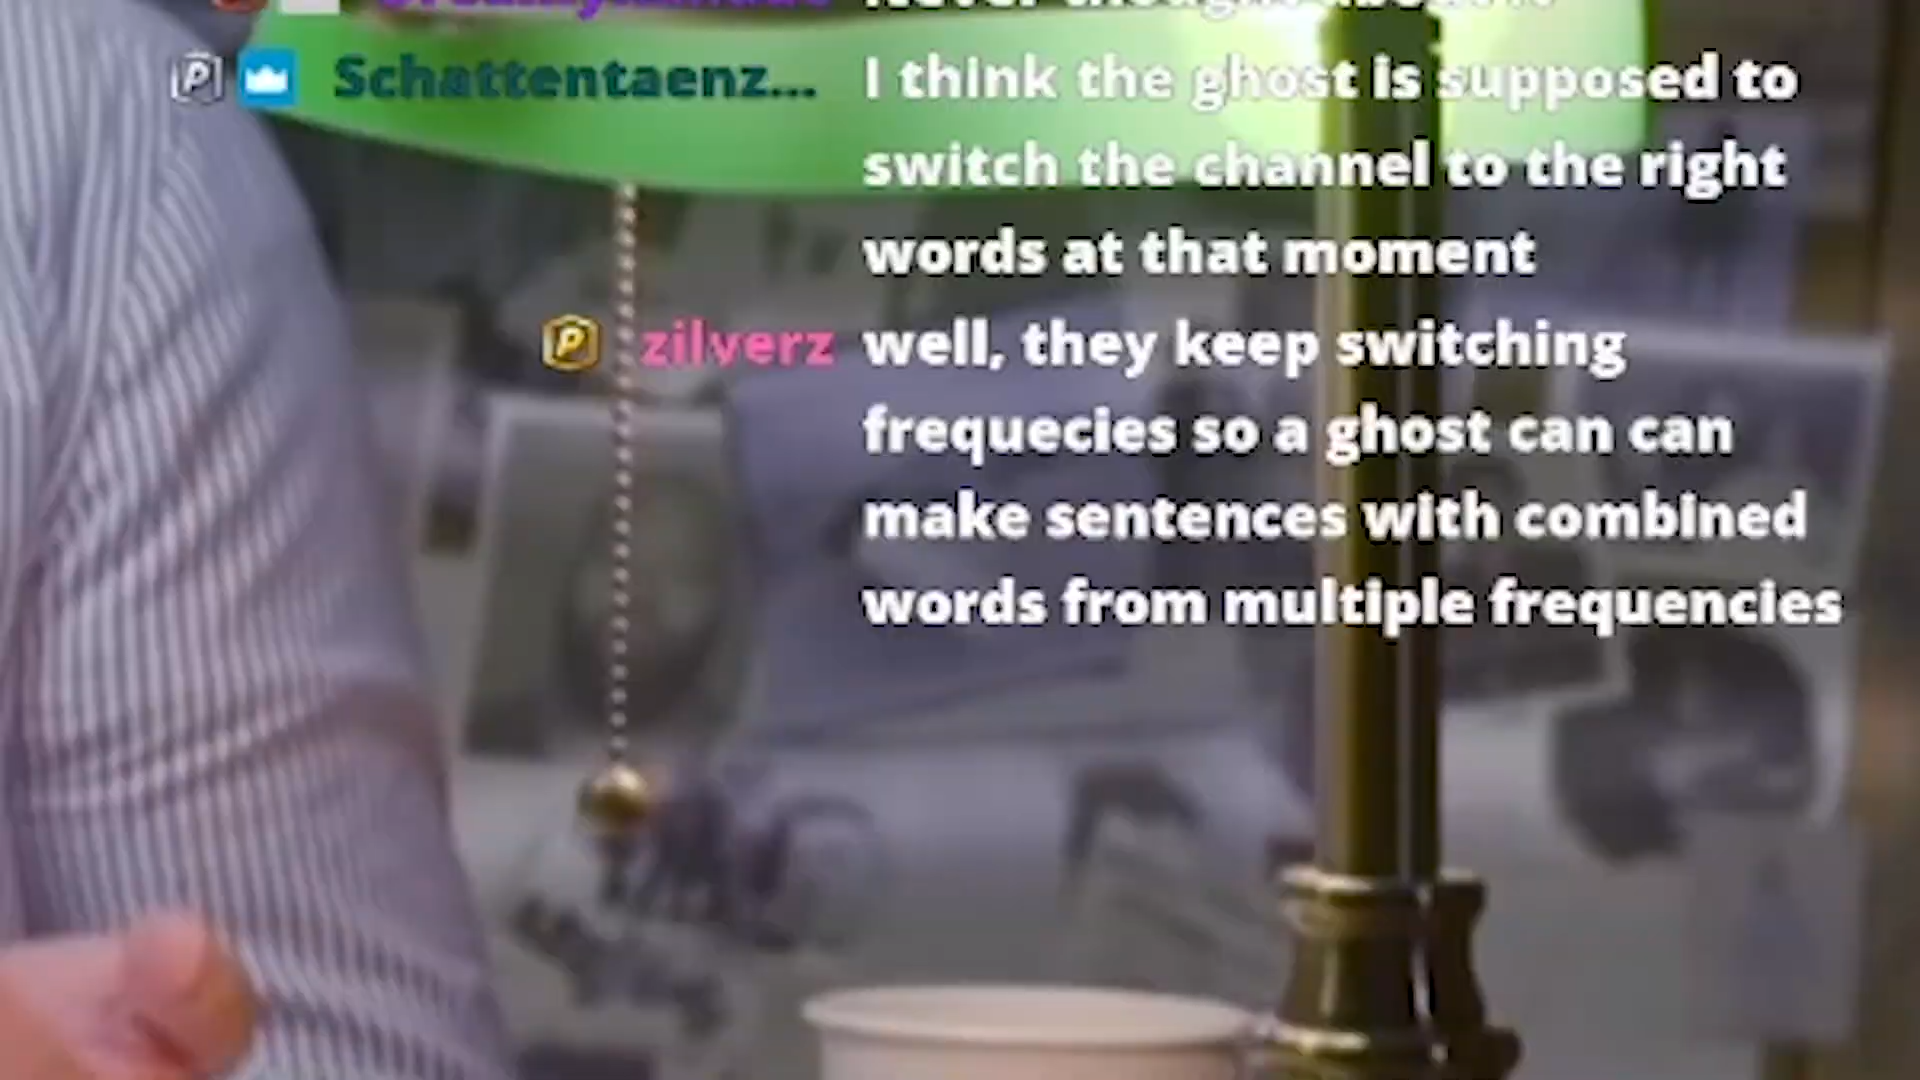 Schattentaenz... I think the ghost is supposed to
switch the channel to the right
words at that moment
zilverz well, they keep switching
frequecies so a ghost can can
make sentences with combined
words from multiple frequencies